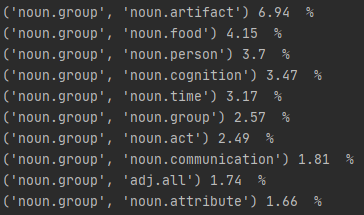 ('noun.group', 'noun.artifact') 6.94  %
('noun.group', 'noun.food') 4.15  %
('noun.group', 'noun.person') 3.7  %
('noun.group', 'noun.cognition') 3.47  %
('noun.group', 'noun.time') 3.17  %
('noun.group', 'noun.group') 2.57  %
('noun.group', 'noun.act') 2.49  %
('noun.group', 'noun.communication') 1.81  %
('noun.group', 'adj.all') 1.74  %
('noun.group', 'noun.attribute') 1.66  %